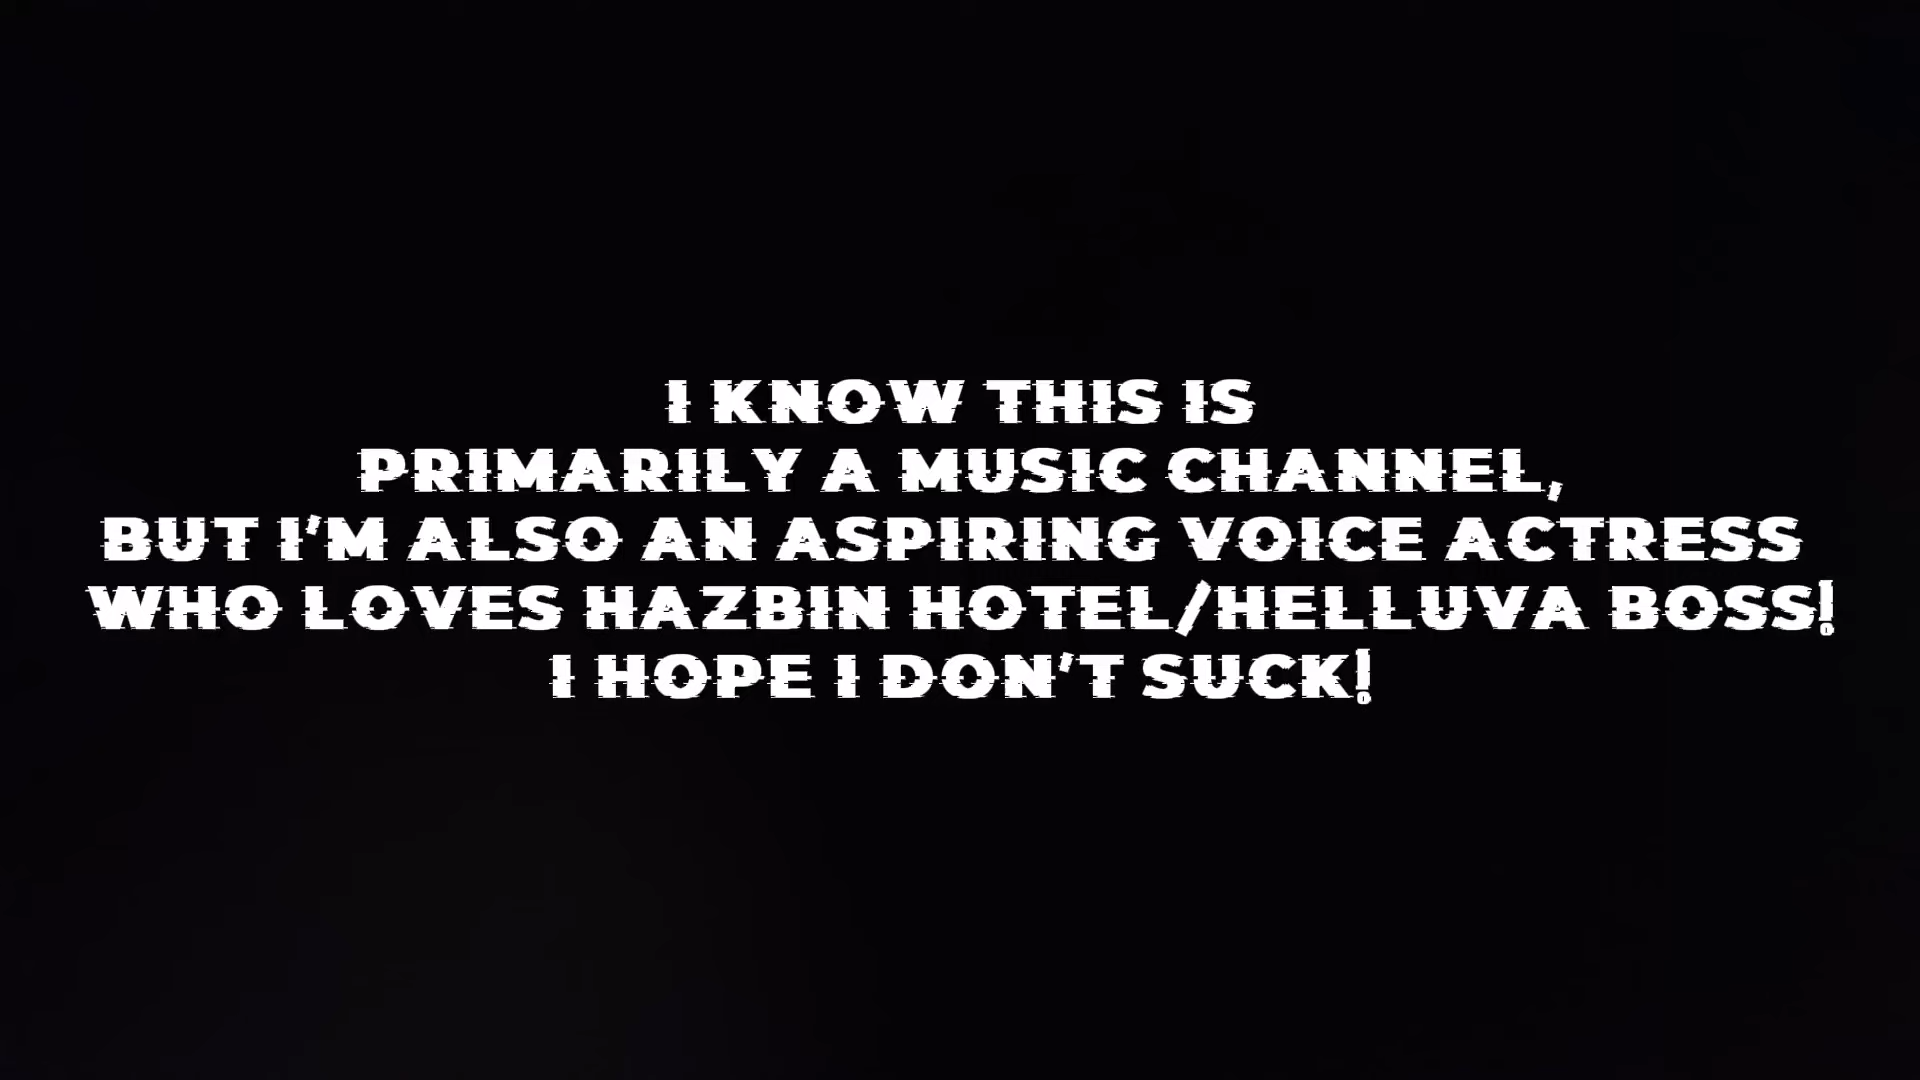 I KNOW THIS IS
PRIMARILY A MUSIC CHANNEL,
BUT I'M ALSO AN ASPIRING VOICE ACTRESS
WHO LOVES HAZBIN HOTEL/HELLUVA BOSS!
I HOPE I DON'T SUCK!